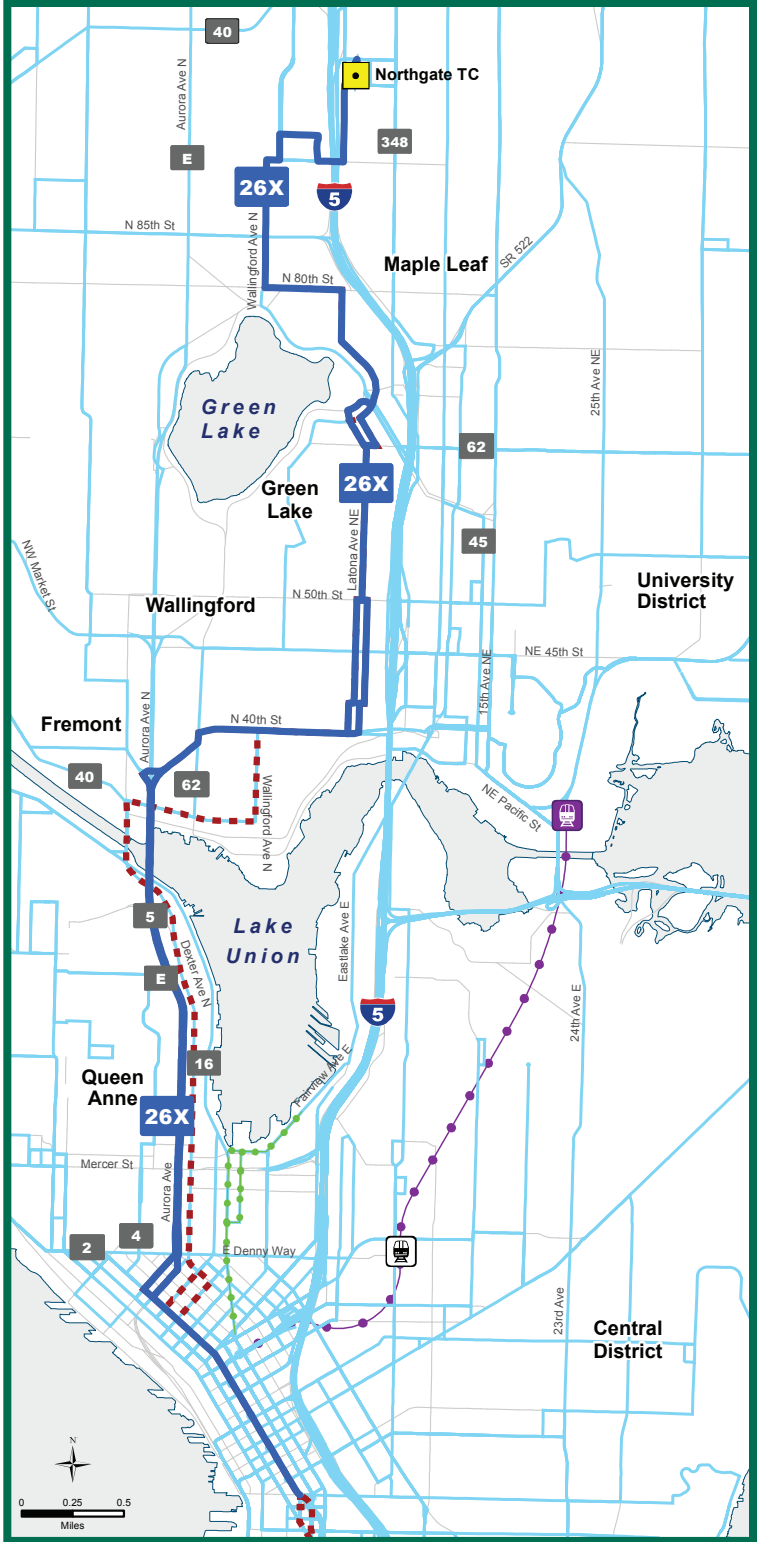 40
Northgate TC
Aurora Ave N
348
E
26X
5
N 85th St
Wallingford Ave N
Maple Leaf
SR 522
N 80th St
25th Ave NE
Green
Lake
62
Green
Lake
26X
Latona Ave NE
45
NW Market St
University
District
N 50th St
Wallingford
NE 45th St
15th Ave NE
Aurora Ave N
Fremont
N 40th St
40
62
Wallingford Ave N
NE Pacific St
5
Lake
Union
Dexter Ave N
Eastlake Ave E
E
24th Ave E
5
16
Queen
Anne
Fairview Ave E
26X
Mercer St
Aurora Ave
4
2
E Denny Way
23rd Ave
Central
District
N
0 0.25 0.5
Miles